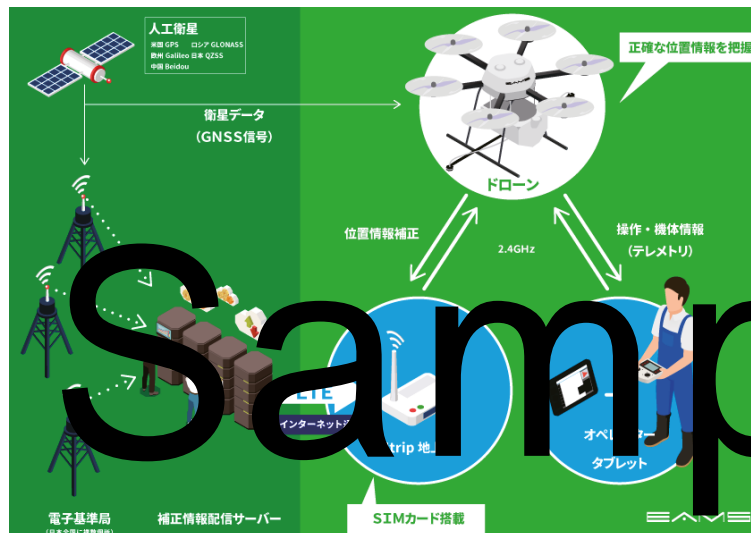 人工衛星
米国 GPS ロシア GLONASS
欧州 Galileo 日本 QZSS
中国 Beidou
正確な位置情報を把握
衛星データ
(GNSS信号)
ドローン
位置情報補正
2.4GHz
操作・機体情報
(テレメトリ)
LTE
インターネット
trip 地上
オペレーター
タブレット
Samp
電子基準局
補正情報配信サーバー
SIMカード搭載
EAMS